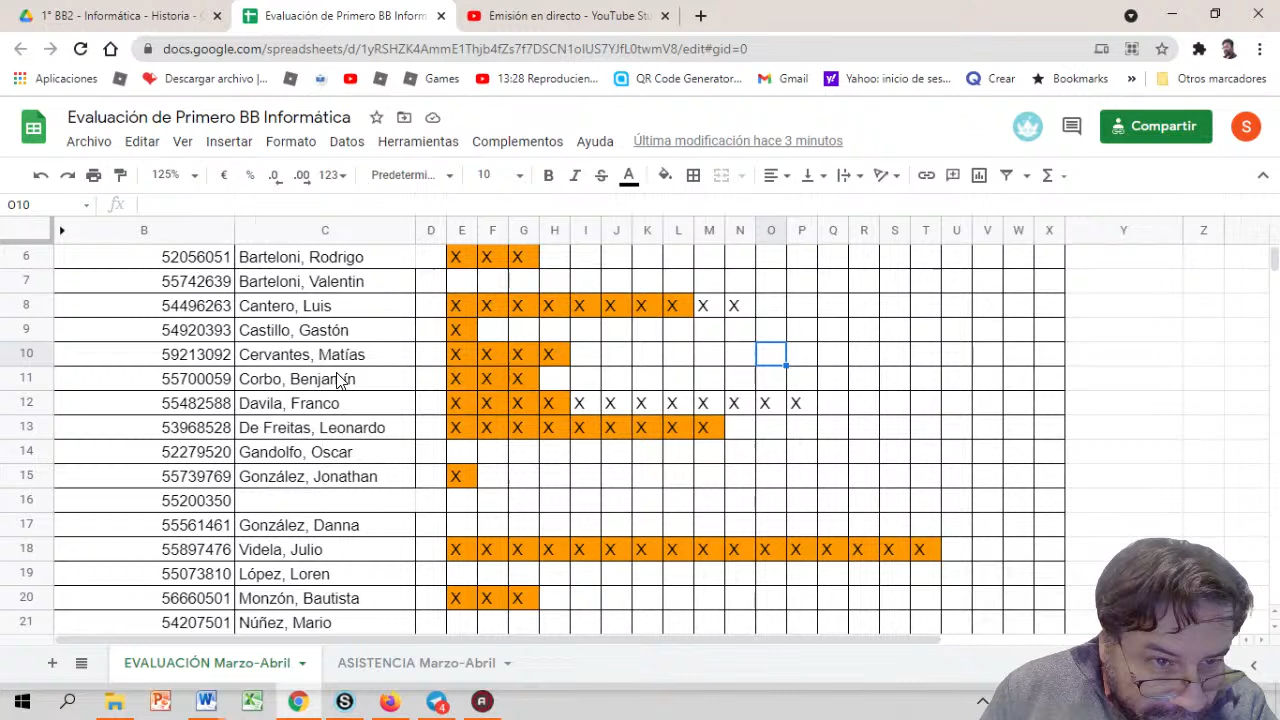 1° BB2 - Informática - Historia - G
Evaluación de Primero BB Inform
Emisión en directo - YouTube Stu
docs.google.com/spreadsheets/d/1yRSHZK4AmmE1Thjb4fZs7f7DSCN1oIUS7YJfL0twmV8/edit#gid=0
Aplicaciones
Descargar archivo |...
Games
13:28 Reproducien...
QR Code Generator...
Gmail
Yahoo: inicio de ses...
Crear
Bookmarks
»
Otros marcadores
Evaluación de Primero BB Informática
Compartir
S
Archivo Editar Ver Insertar Formato Datos Herramientas Complementos Ayuda Última modificación hace 3 minutos
125% € % .0 .00 123 Predetermi... 10 B I S A Σ
O10 fx
B C D E F G H I J K L M N O P Q R S T U V W X Y Z
6 52056051 Barteloni, Rodrigo X X X
7 55742639 Barteloni, Valentin
8 54496263 Cantero, Luis X X X X X X X X X X
9 54920393 Castillo, Gastón X
10 59213092 Cervantes, Matías X X X X
11 55700059 Corbo, Benjamín X X X
12 55482588 Davila, Franco X X X X X X X X X X X X
13 53968528 De Freitas, Leonardo X X X X X X X X X
14 52279520 Gandolfo, Oscar
15 55739769 González, Jonathan X
16 55200350
17 55561461 González, Danna
18 55897476 Videla, Julio X X X X X X X X X X X X X X X X
19 55073810 López, Loren
20 56660501 Monzón, Bautista X X X
21 54207501 Núñez, Mario
EVALUACIÓN Marzo-Abril
ASISTENCIA Marzo-Abril
4